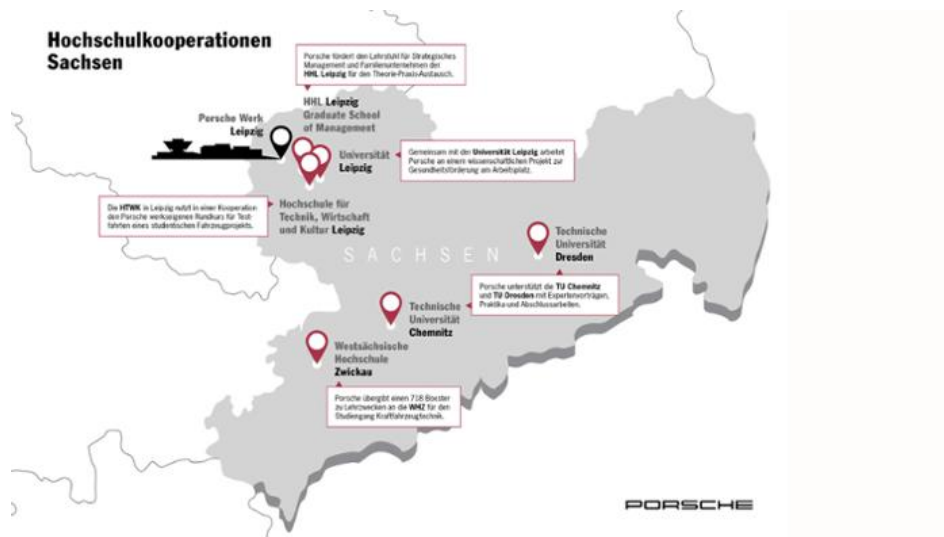 Hochschulkooperationen
Sachsen
Porsche fördert den Lehrstuhl für Strategisches
Management und Familienunternehmen der
HHL Leipzig für den Theorie-Praxis-Austausch.
HHL Leipzig
Graduate School
of Management
Porsche Werk
Leipzig
Universität
Leipzig
Gemeinsam mit der Universität Leipzig arbeitet
Porsche an einem wissenschaftlichen Projekt zur
Gesundheitsförderung am Arbeitsplatz.
Die HTWK in Leipzig nutzt in einer Kooperation
den Porsche werkseigenen Rundkurs für Test-
fahrten eines studentischen Fahrzeugprojekts.
Hochschule für
Technik, Wirtschaft
und Kultur Leipzig
SACHSEN
Technische
Universität
Dresden
Porsche unterstützt die TU Chemnitz
und TU Dresden mit Expertenvorträgen,
Praktika und Abschlussarbeiten.
Technische
Universität
Chemnitz
Westsächsische
Hochschule
Zwickau
Porsche übergibt einen 718 Boxster
zu Lehrzwecken an die WHZ für den
Studiengang Kraftfahrzeugtechnik.
PORSCHE